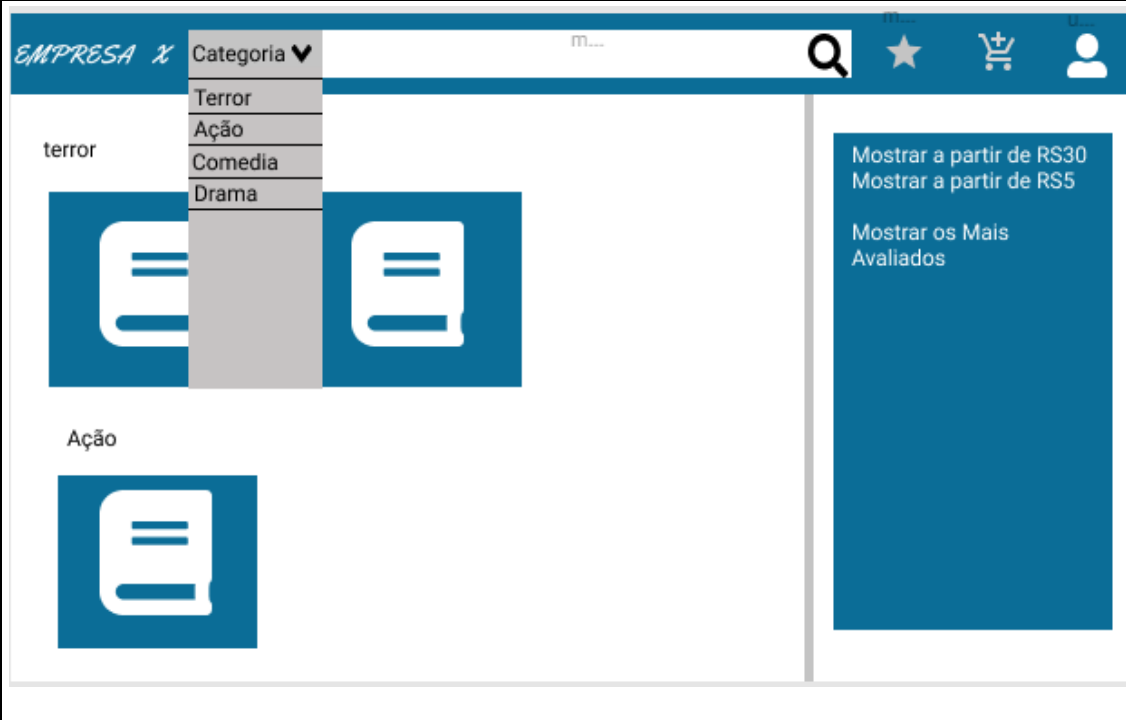 m...
u...
EMPRESA X
Categoria
m...
Terror
Ação
Comedia
Drama
terror
Ação
Mostrar a partir de RS30
Mostrar a partir de RS5
Mostrar os Mais
Avaliados